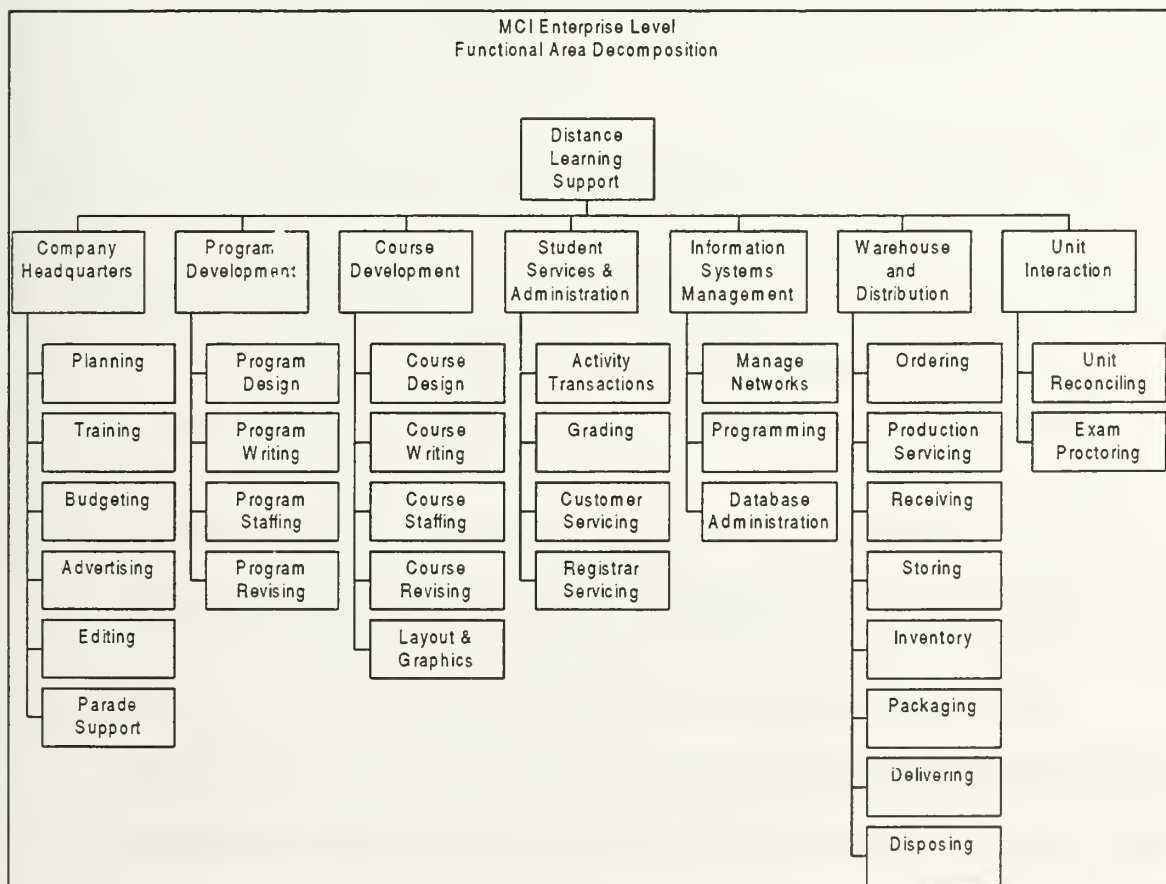 MCI Enterprise Level
Functional Area Decomposition
Distance
Learning
Support
Company
Headquarters
Program
Development
Course
Development
Student
Services &
Administration
Information
Systems
Management
Warehouse
and
Distribution
Unit
Interaction
Planning
Training
Budgeting
Advertising
Editing
Parade
Support
Program
Design
Program
Writing
Program
Staffing
Program
Revising
Course
Design
Course
Writing
Course
Staffing
Course
Revising
Layout &
Graphics
Activity
Transactions
Grading
Customer
Servicing
Registrar
Servicing
Manage
Networks
Programming
Database
Administration
Ordering
Production
Servicing
Receiving
Storing
Inventory
Packaging
Delivering
Disposing
Unit
Reconciling
Exam
Proctoring